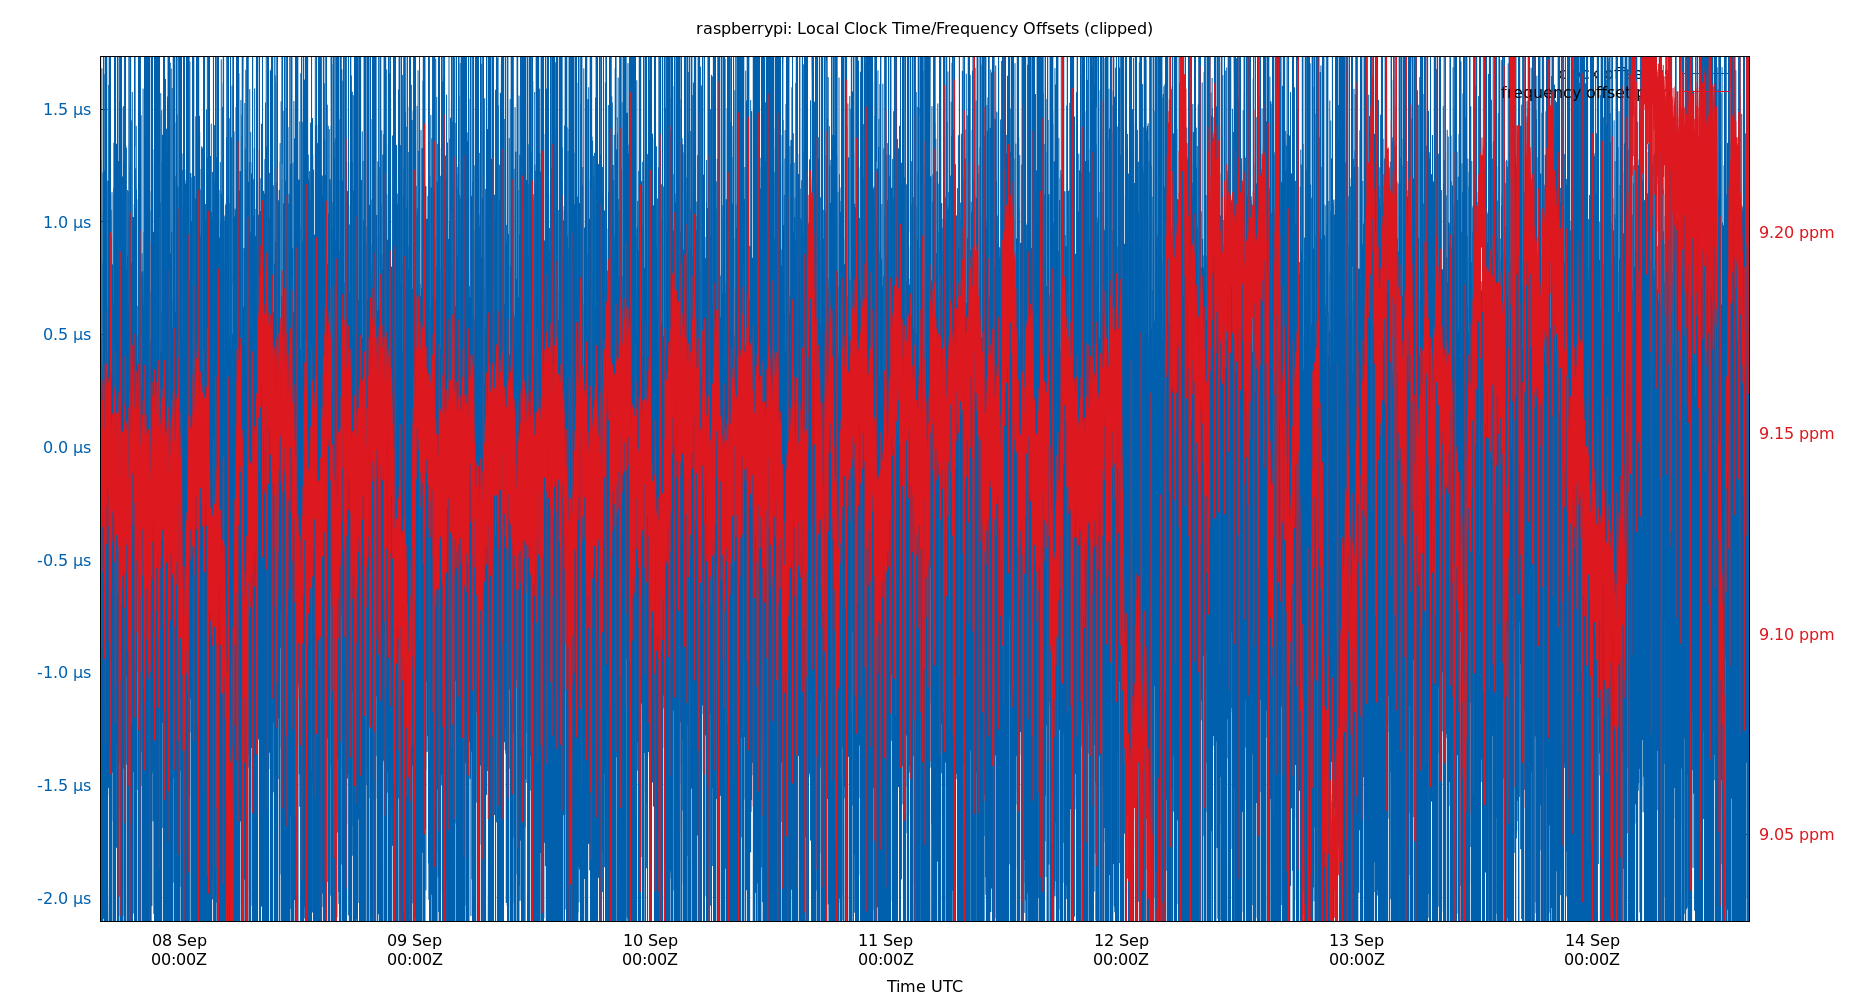 raspberrypi: Local Clock Time/Frequency Offsets (clipped)
frequency offset
1.5 µs
1.0 µs
0.5 µs
0.0 µs
-0.5 µs
-1.0 µs
-1.5 µs
-2.0 µs
9.20 ppm
9.15 ppm
9.10 ppm
9.05 ppm
08 Sep 09 Sep 10 Sep 11 Sep 12 Sep 13 Sep 14 Sep
00:00Z 00:00Z 00:00Z 00:00Z 00:00Z 00:00Z 00:00Z
Time UTC